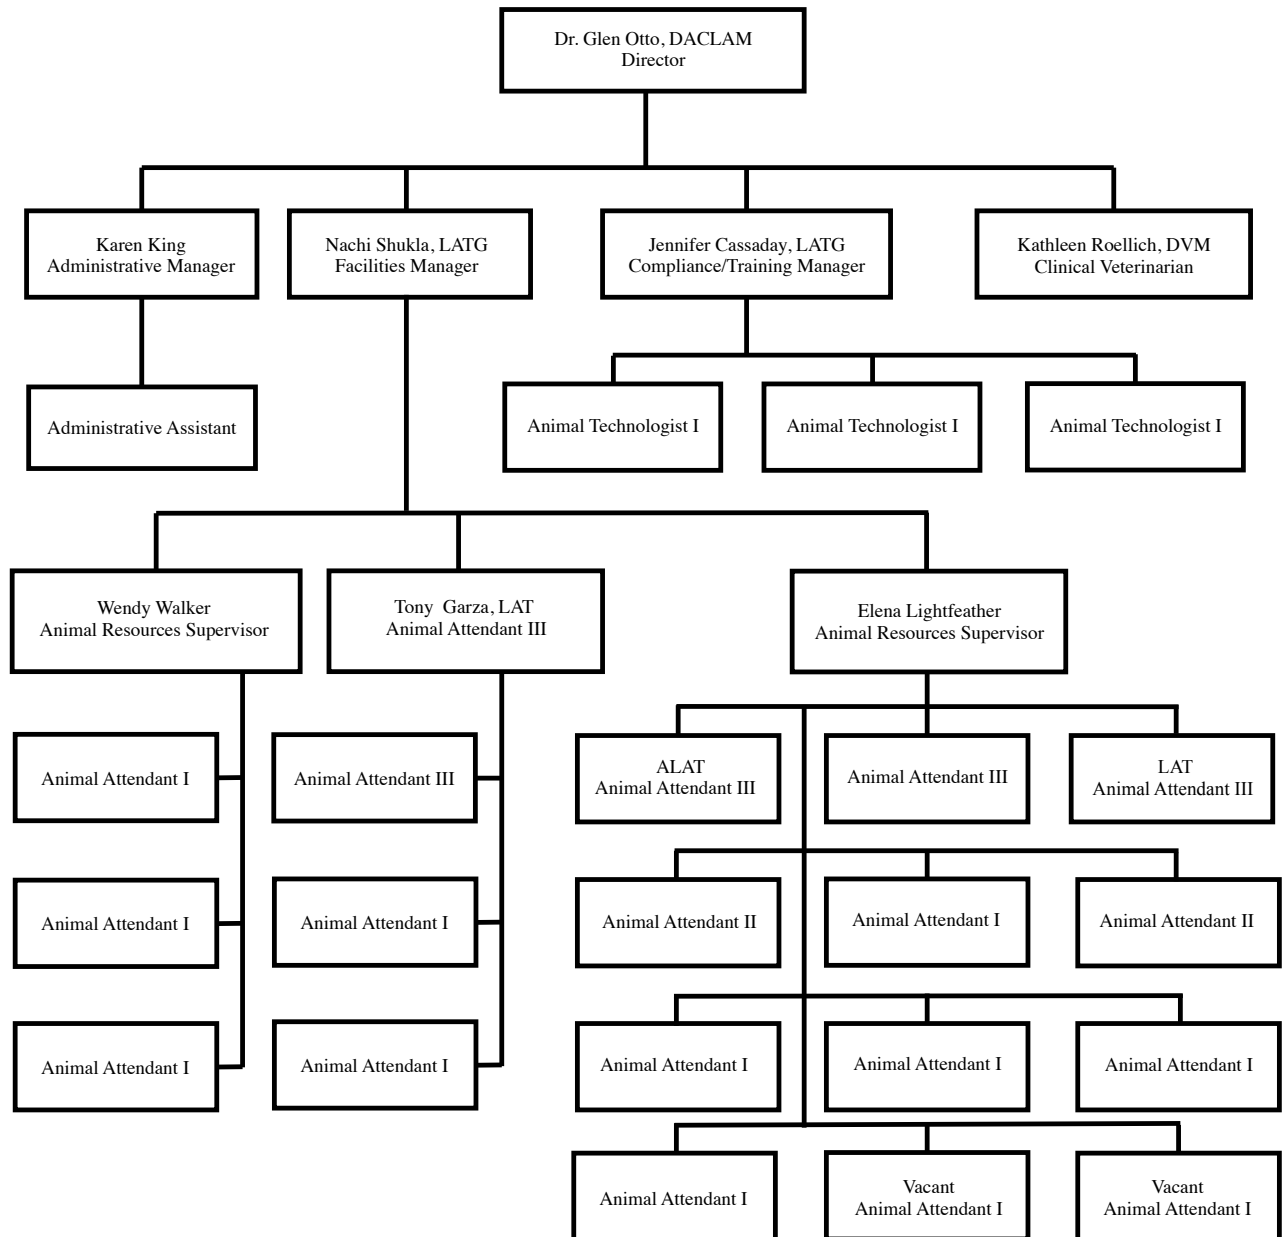 Dr. Glen Otto, DACLAM
Director
Karen King
Administrative Manager
Nachi Shukla, LATG
Facilities Manager
Jennifer Cassaday, LATG
Compliance/Training Manager
Kathleen Roellich, DVM
Clinical Veterinarian
Administrative Assistant
Animal Technologist I
Animal Technologist I
Animal Technologist I
Wendy Walker
Animal Resources Supervisor
Tony  Garza, LAT
Animal Attendant III
Elena Lightfeather
Animal Resources Supervisor
Animal Attendant I
Animal Attendant III
ALAT
Animal Attendant III
Animal Attendant III
LAT
Animal Attendant III
Animal Attendant I
Animal Attendant I
Animal Attendant II
Animal Attendant I
Animal Attendant II
Animal Attendant I
Animal Attendant I
Animal Attendant I
Animal Attendant I
Animal Attendant I
Animal Attendant I
Vacant
Animal Attendant I
Vacant
Animal Attendant I